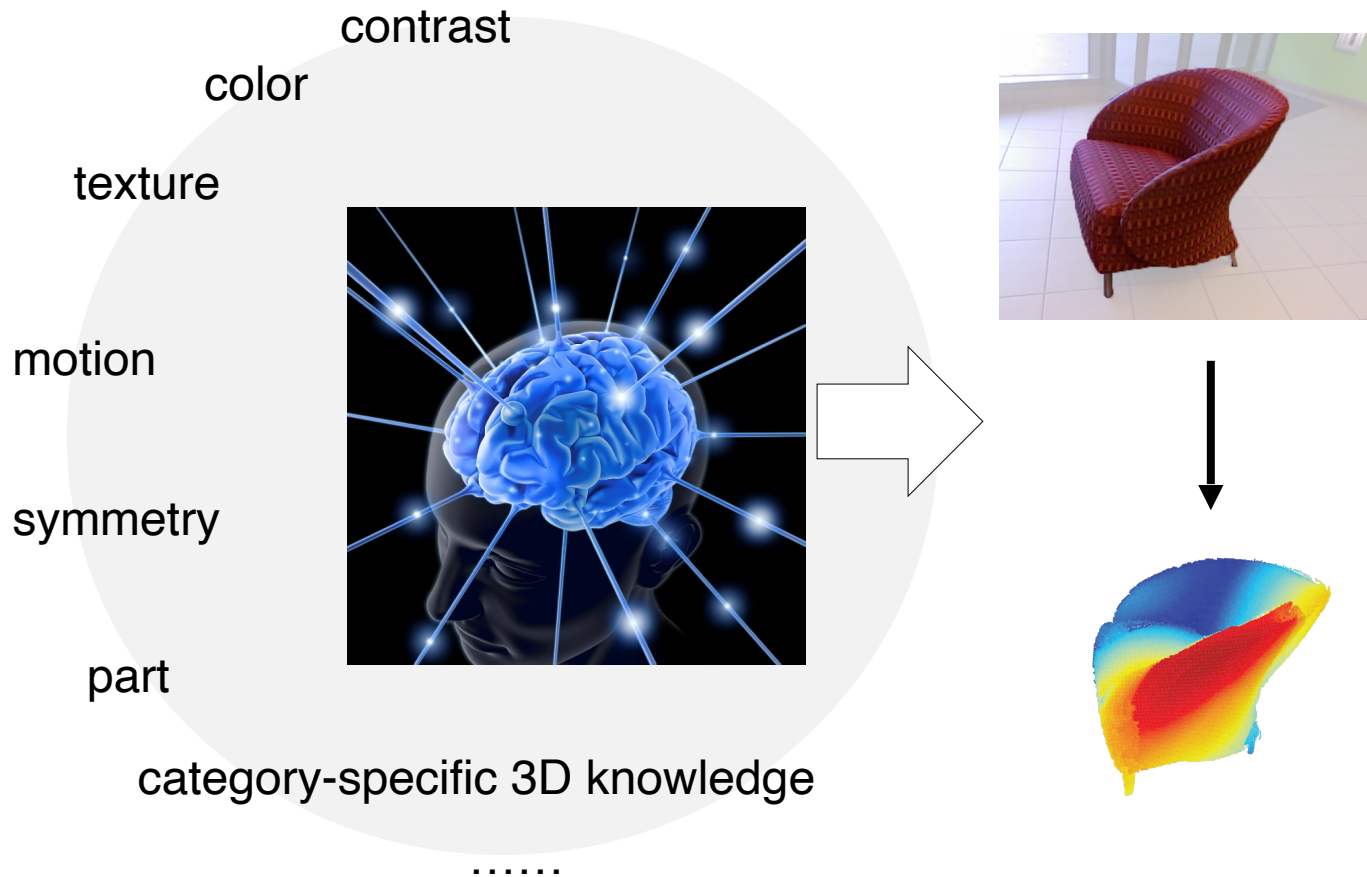 contrast
color
texture
motion
symmetry
part
category-specific 3D knowledge
......